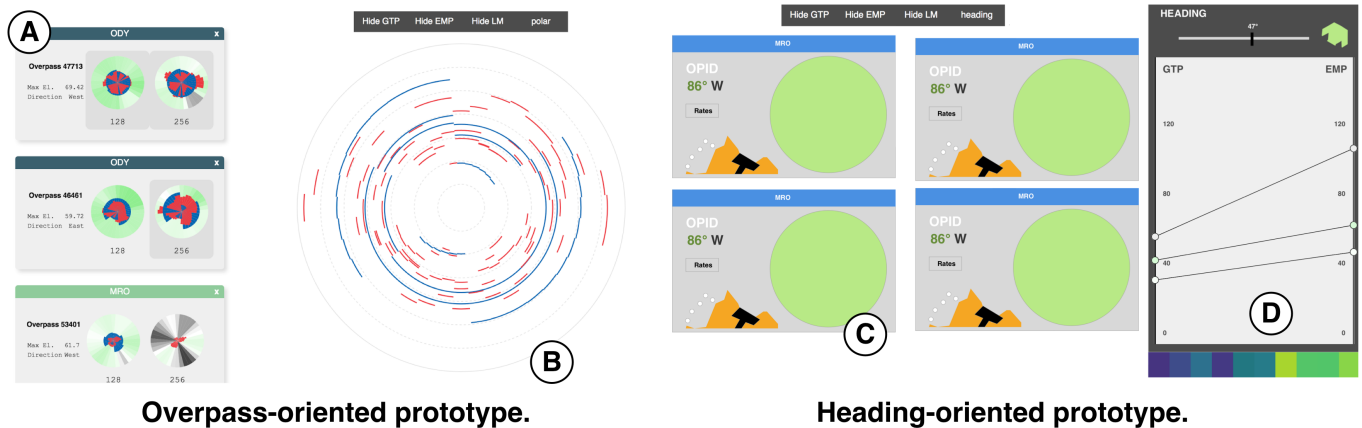 A
ODY
x
Overpass 47713
Max El. 69.42
Direction West
128
256
ODY
x
Overpass 46461
Max El. 59.72
Direction East
128
256
MRO
x
Overpass 53401
Max El. 61.7
Direction West
128
256
Hide GTP Hide EMP Hide LM polar
B
Overpass-oriented prototype.
Hide GTP Hide EMP Hide LM heading
MRO
OPID
86° W
Rates
MRO
OPID
86° W
Rates
MRO
OPID
86° W
Rates
MRO
OPID
86° W
Rates
C
HEADING
47°
GTP EMP
120 120
80 80
40 40
0 0
D
Heading-oriented prototype.